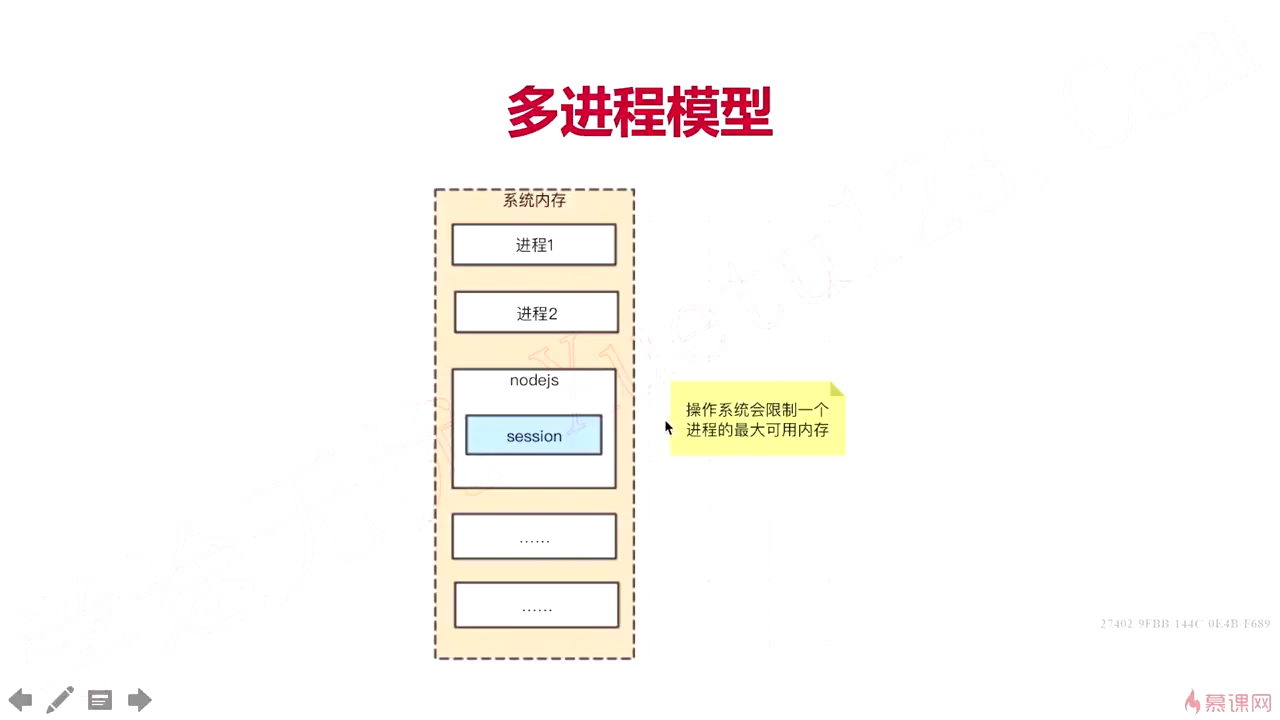 多进程模型
系统内存
进程1
进程2
nodejs
session
操作系统会限制一个
进程的最大可用内存
……
……
27402-9FBB-144C-0E4B-F689
慕课网